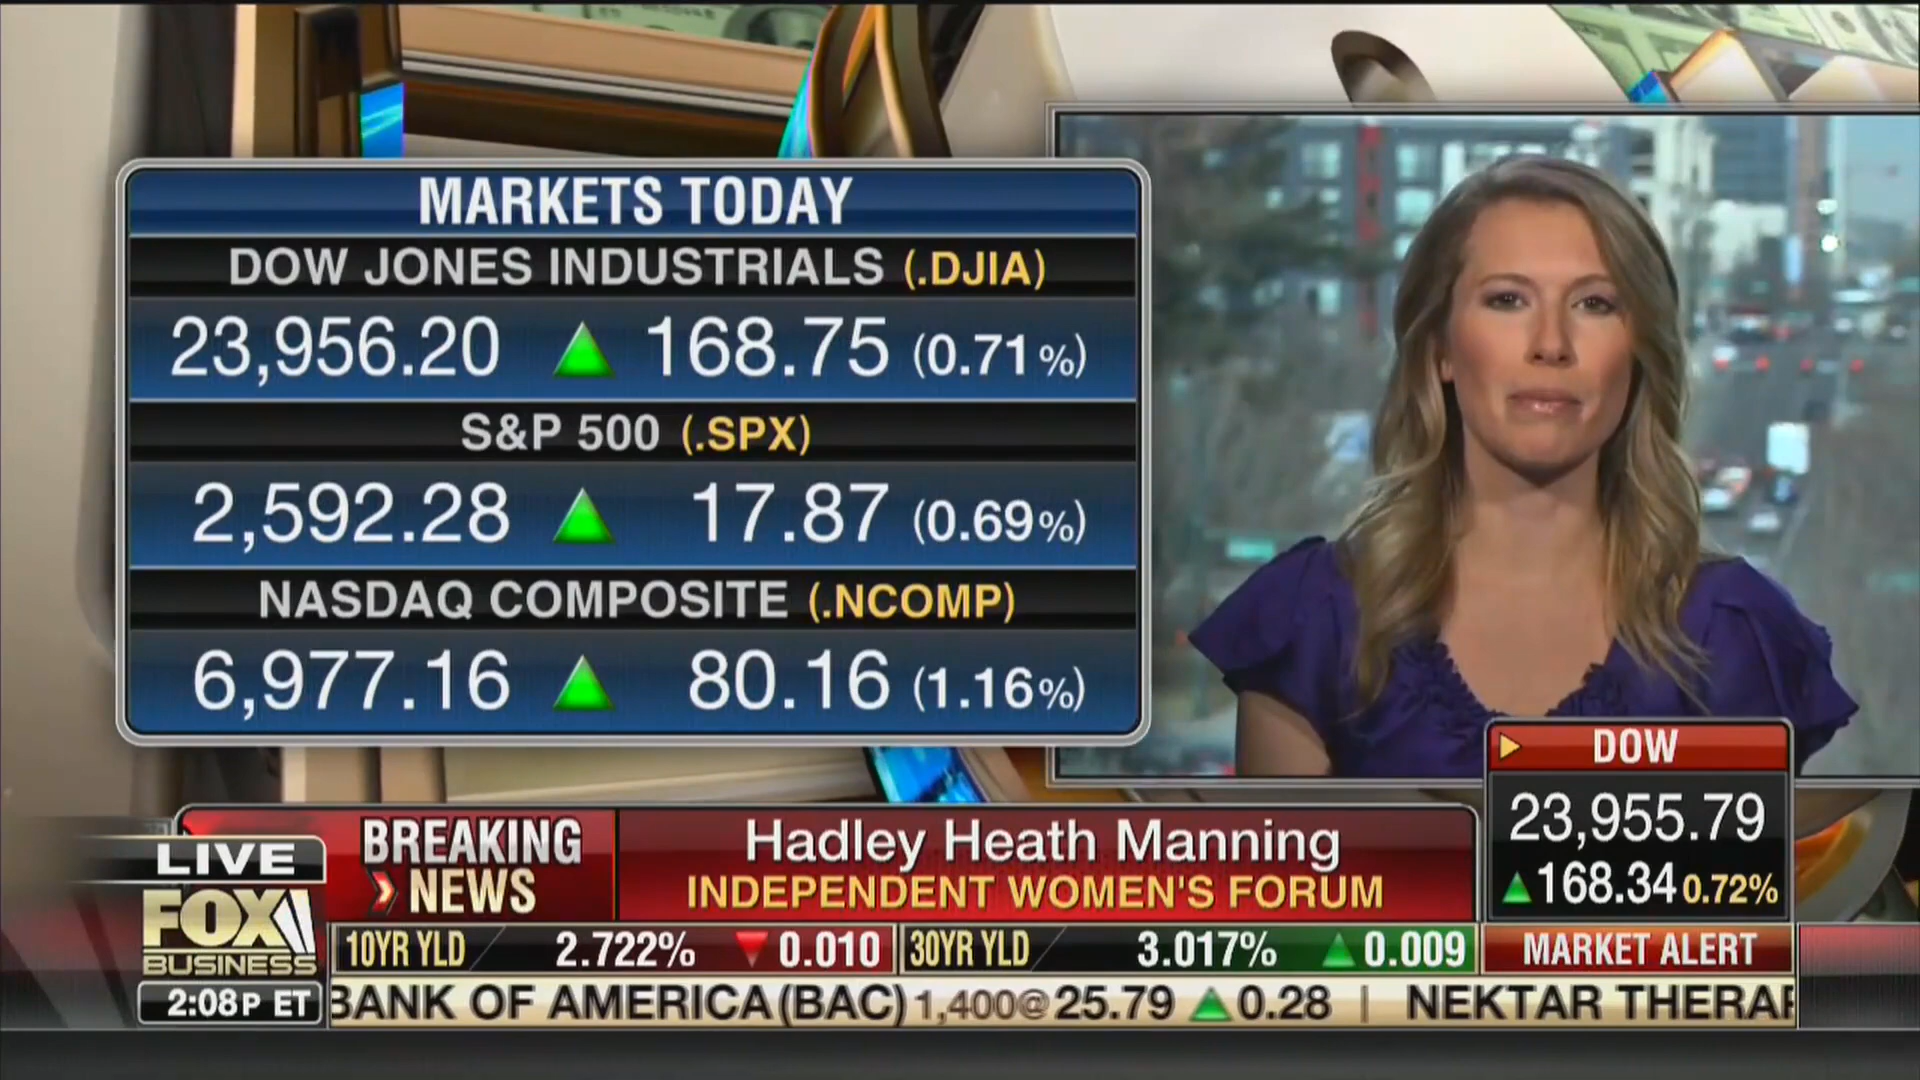 MARKETS TODAY
DOW JONES INDUSTRIALS (.DJIA)
23,956.20 ▲ 168.75 (0.71%)
S&P 500 (.SPX)
2,592.28 ▲ 17.87 (0.69%)
NASDAQ COMPOSITE (.NCOMP)
6,977.16 ▲ 80.16 (1.16%)
DOW
23,955.79
▲168.34 0.72%
MARKET ALERT
LIVE
FOX
BUSINESS
2:08P ET
BREAKING
NEWS
Hadley Heath Manning
INDEPENDENT WOMEN'S FORUM
10YR YLD 2.722% ▼ 0.010 30YR YLD 3.017% ▲ 0.009
BANK OF AMERICA (BAC) 1,400@25.79 ▲0.28 | NEKTAR THERAP